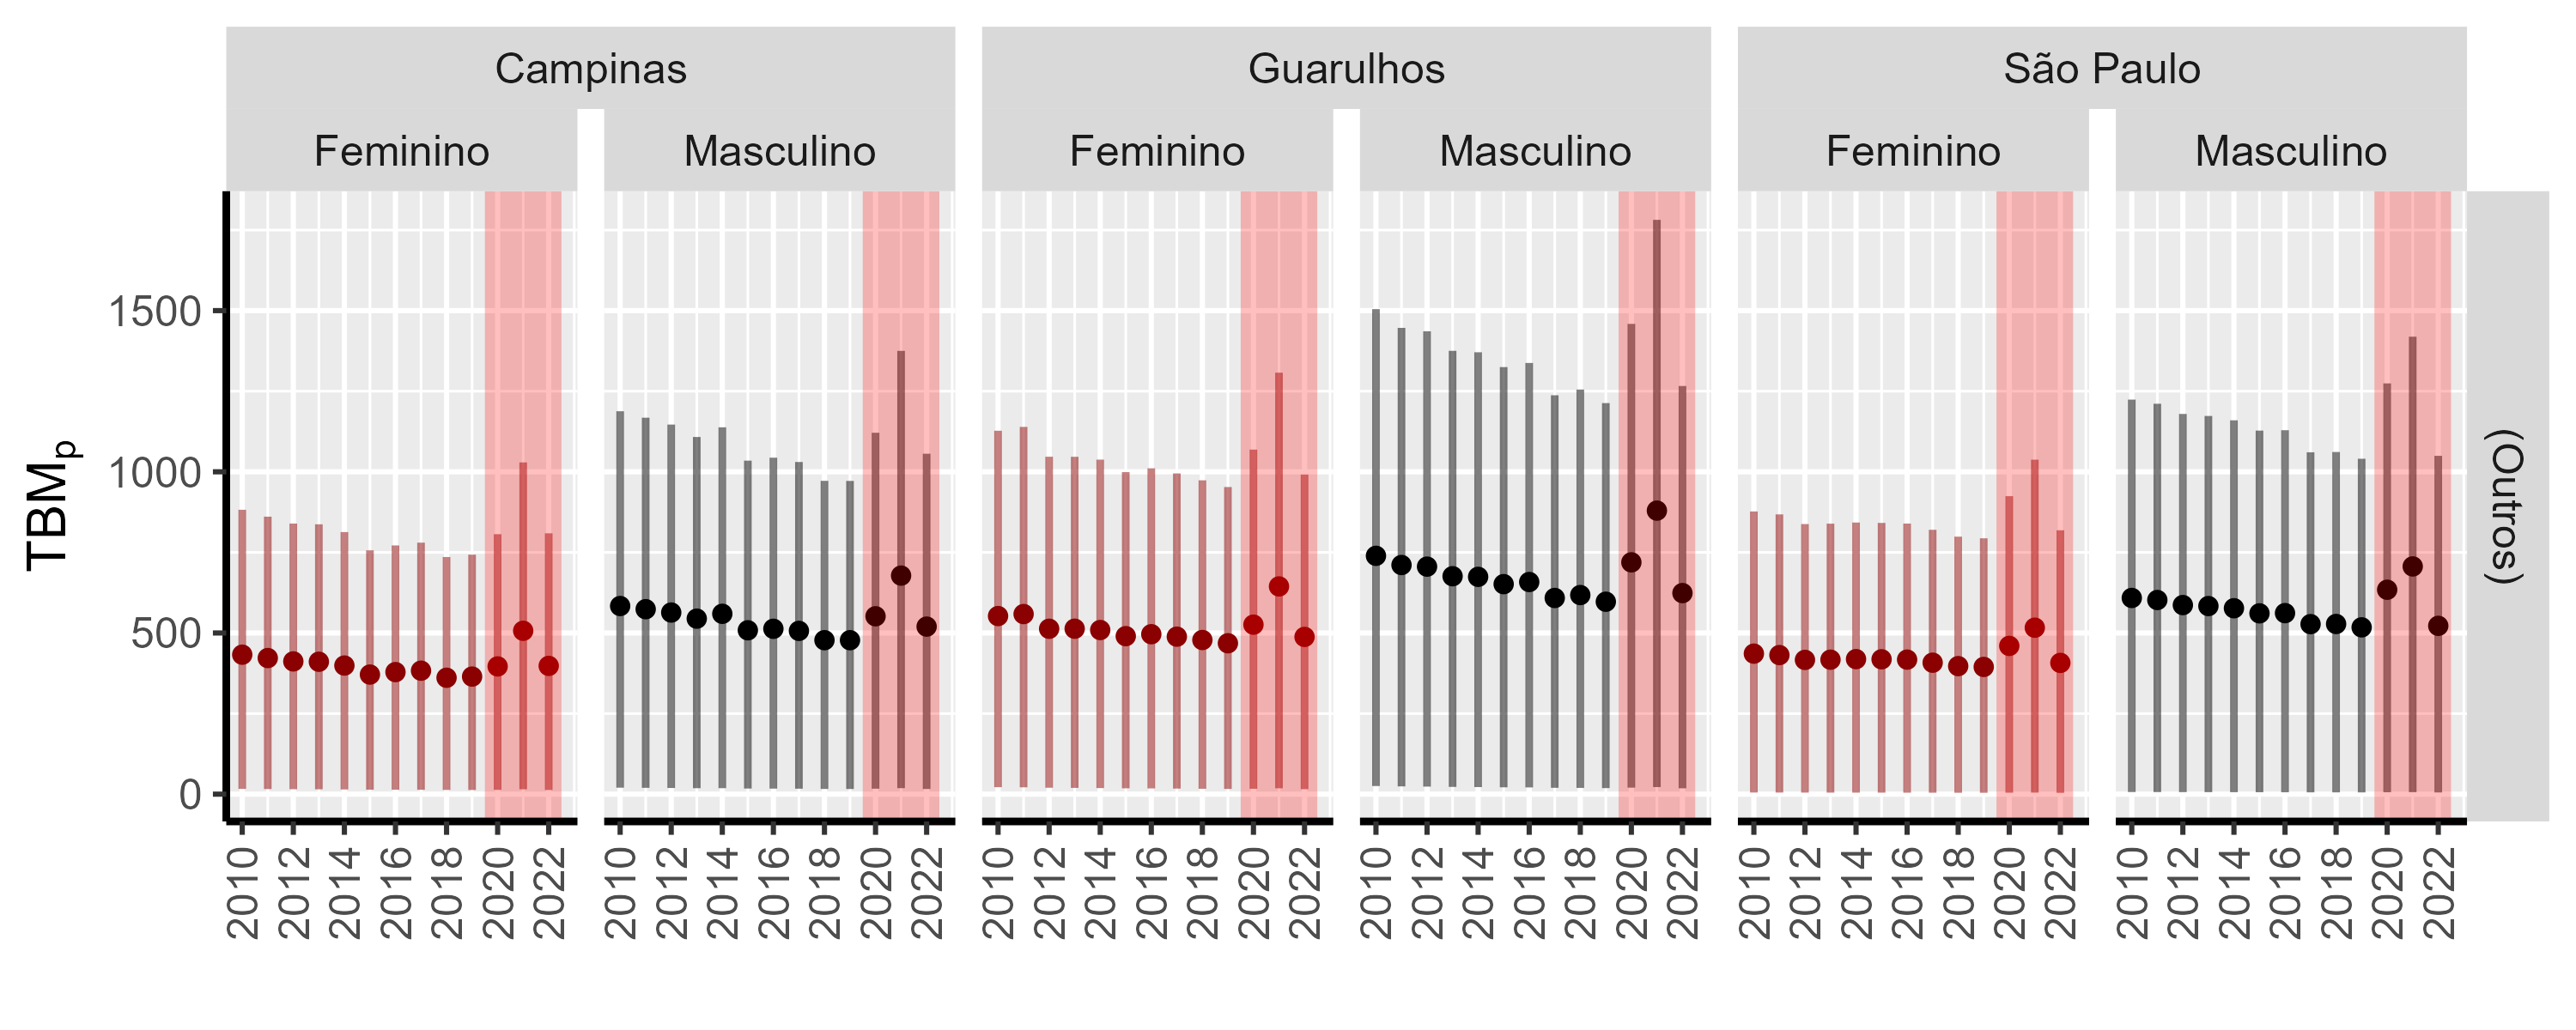 Campinas Guarulhos São Paulo
Feminino Masculino Feminino Masculino Feminino Masculino
1500
1000
500
0
TBMp
(Outros)
2010 2012 2014 2016 2018 2020 2022 2010 2012 2014 2016 2018 2020 2022 2010 2012 2014 2016 2018 2020 2022 2010 2012 2014 2016 2018 2020 2022 2010 2012 2014 2016 2018 2020 2022 2010 2012 2014 2016 2018 2020 2022